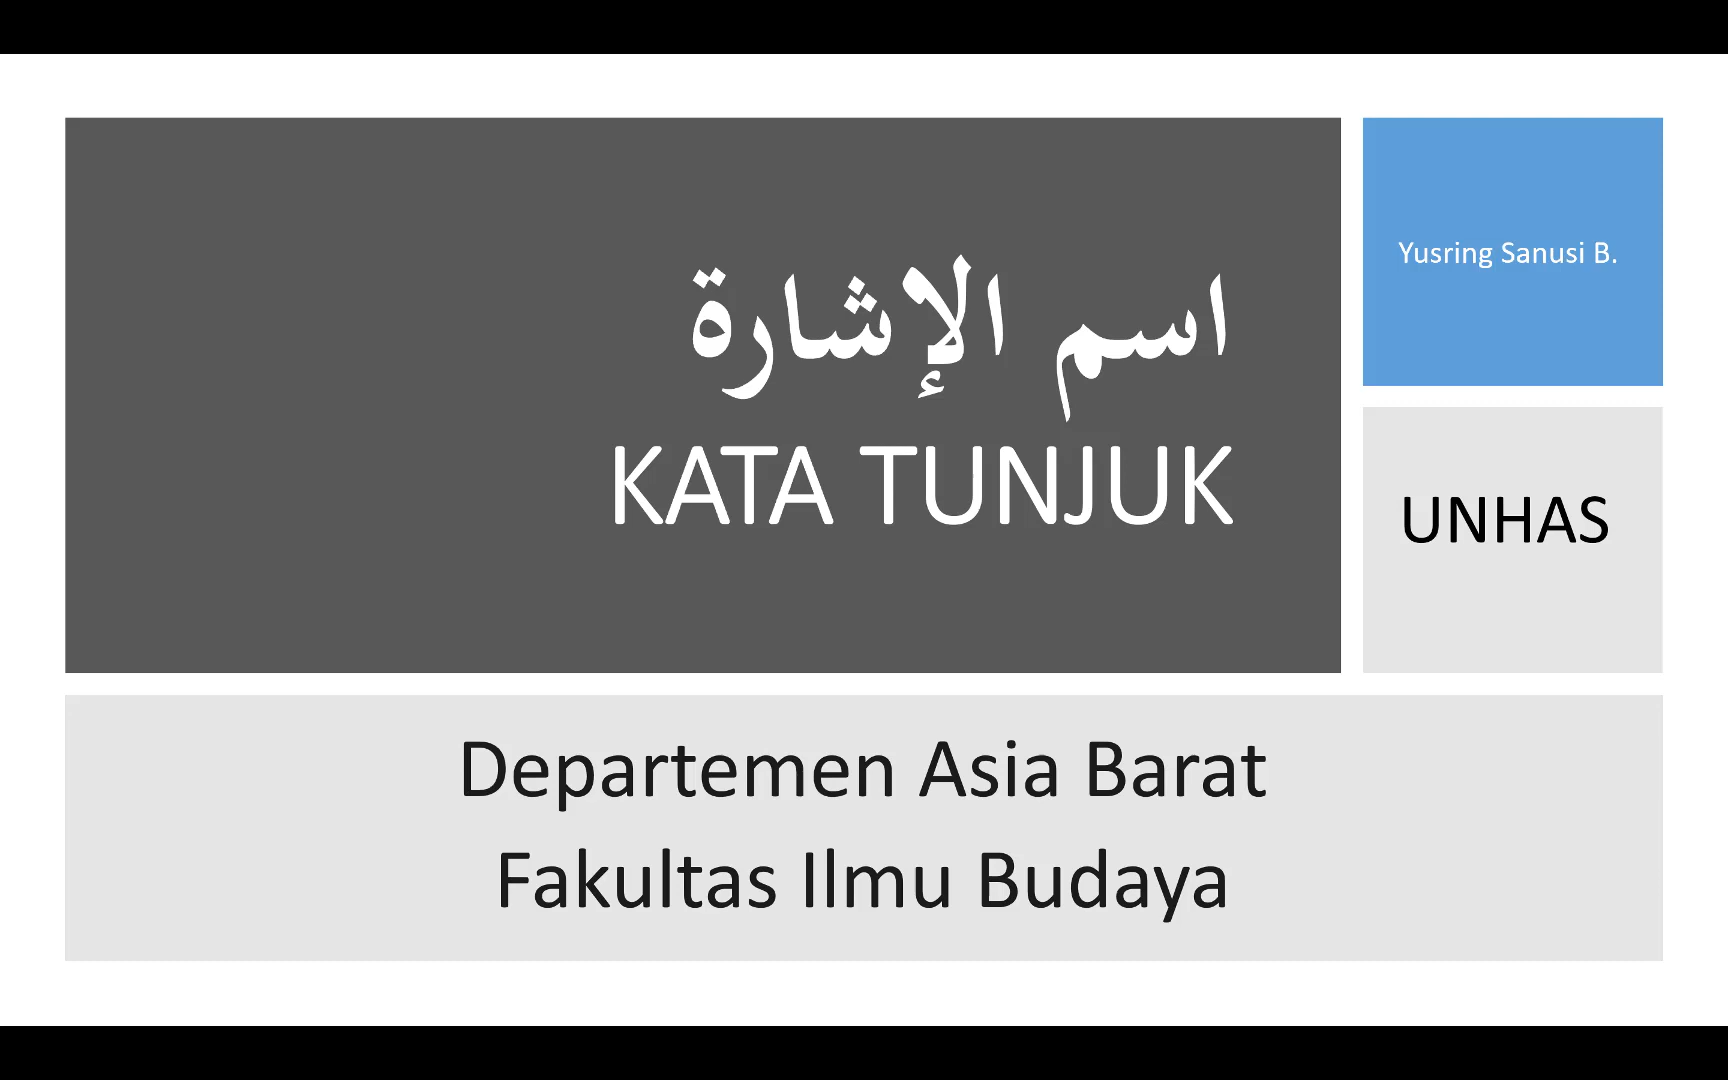 اسم الإشارة
KATA TUNJUK
Yusring Sanusi B.
UNHAS
Departemen Asia Barat
Fakultas Ilmu Budaya